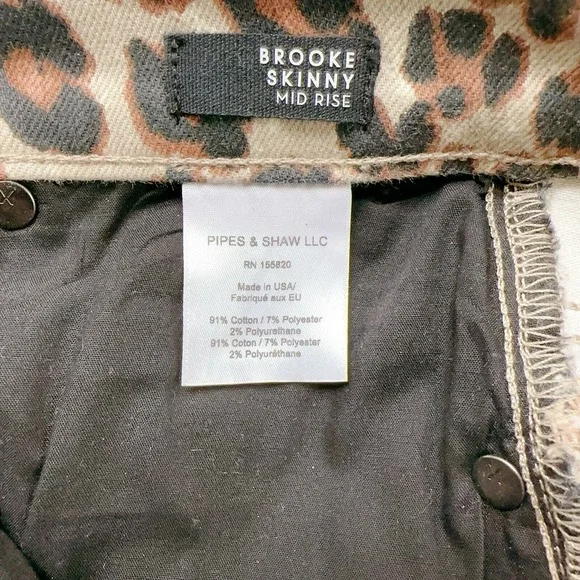 BROOKE
SKINNY
MID RISE
PIPES & SHAW LLC
RN 155820
Made in USA/
Fabriqué aux EU
91% Cotton / 7% Polyester
2% Polyurethane
91% Coton / 7% Polyester
2% Polyuréthane